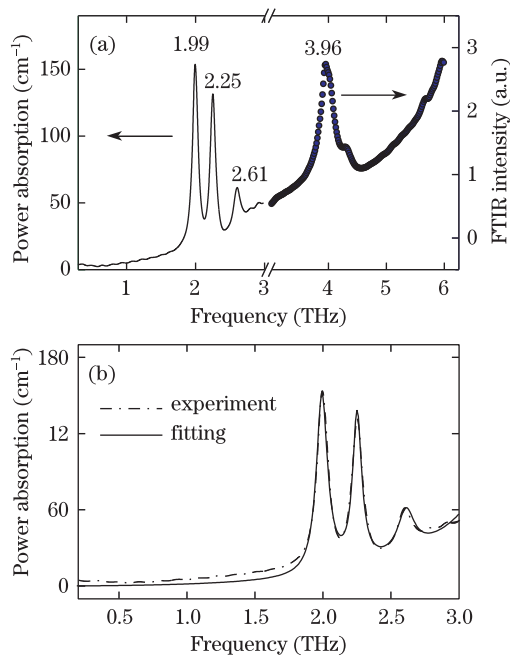 (a)
1.99
2.25
2.61
3.96
150
100
50
0
Power absorption (cm−1)
3
2
1
0
FTIR intensity (a.u.)
1 2 3 4 5 6
Frequency (THz)
(b)
experiment
fitting
180
12
60
0
Power absorption (cm−1)
0.5 1.0 1.5 2.0 2.5 3.0
Frequency (THz)